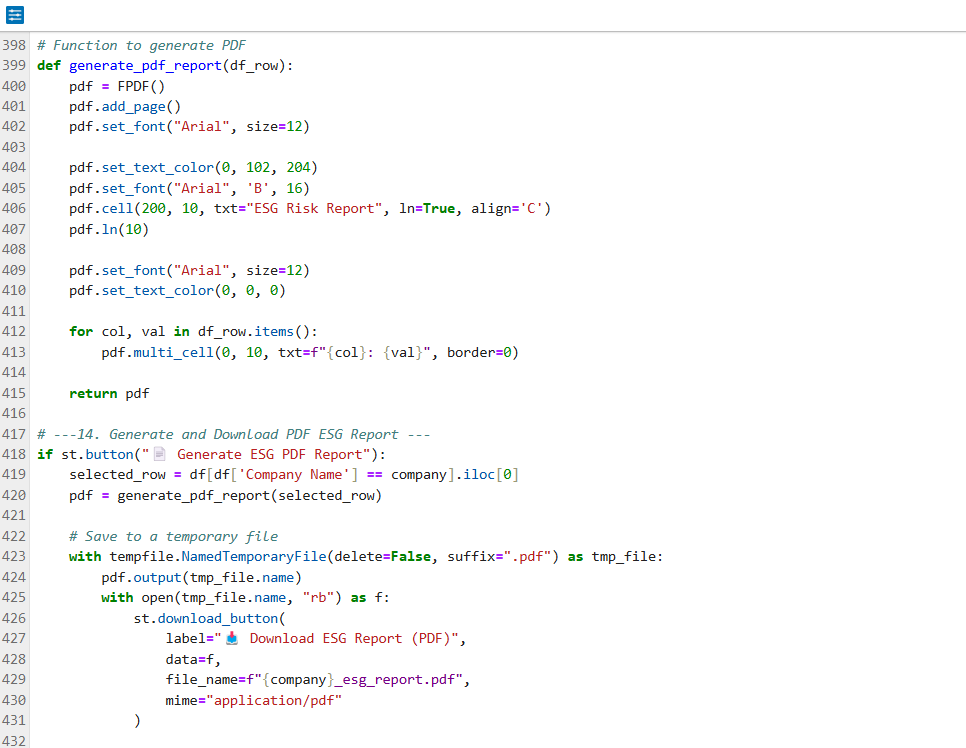 398 # Function to generate PDF
399 def generate_pdf_report(df_row):
400     pdf = FPDF()
401     pdf.add_page()
402     pdf.set_font("Arial", size=12)
403
404     pdf.set_text_color(0, 102, 204)
405     pdf.set_font("Arial", 'B', 16)
406     pdf.cell(200, 10, txt="ESG Risk Report", ln=True, align='C')
407     pdf.ln(10)
408
409     pdf.set_font("Arial", size=12)
410     pdf.set_text_color(0, 0, 0)
411
412     for col, val in df_row.items():
413         pdf.multi_cell(0, 10, txt=f"{col}: {val}", border=0)
414
415     return pdf
416
417 # ---14. Generate and Download PDF ESG Report ---
418 if st.button("📄 Generate ESG PDF Report"):
419     selected_row = df[df['Company Name'] == company].iloc[0]
420     pdf = generate_pdf_report(selected_row)
421
422     # Save to a temporary file
423     with tempfile.NamedTemporaryFile(delete=False, suffix=".pdf") as tmp_file:
424         pdf.output(tmp_file.name)
425         with open(tmp_file.name, "rb") as f:
426             st.download_button(
427                 label="📥 Download ESG Report (PDF)",
428                 data=f,
429                 file_name=f"{company}_esg_report.pdf",
430                 mime="application/pdf"
431             )
432